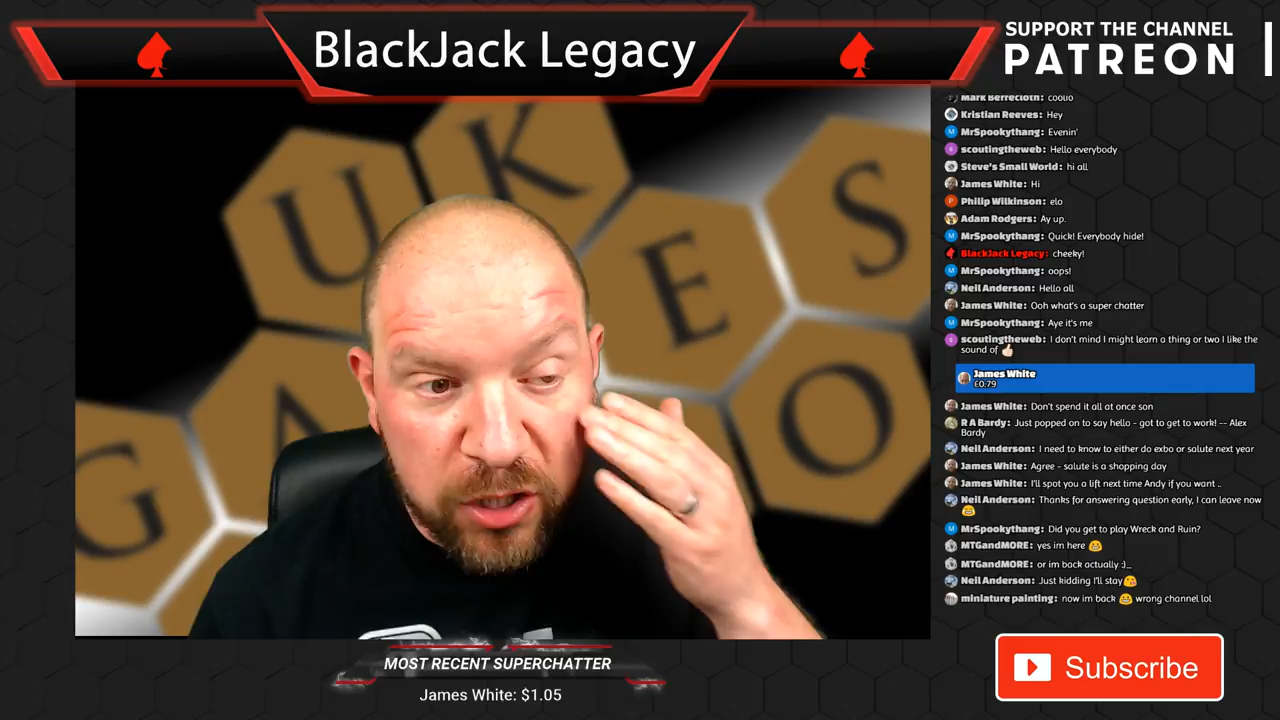 BlackJack Legacy
SUPPORT THE CHANNEL
PATREON
U K
E S
G A
O
Mark Berrecloth: coolio
Kristian Reeves: Hey
MrSpookythang: Evenin'
scoutingtheweb: Hello everybody
Steve's Small World: hi all
James White: Hi
Philip Wilkinson: elo
Adam Rodgers: Ay up.
MrSpookythang: Quick! Everybody hide!
BlackJack Legacy: cheeky!
MrSpookythang: oops!
Neil Anderson: Hello all
James White: Ooh what's a super chatter
MrSpookythang: Aye it's me
scoutingtheweb: I don't mind I might learn a thing or two I like the
sound of 👍🏻
James White
£0.79
James White: Don't spend it all at once son
R A Bardy: Just popped on to say hello - got to get to work! -- Alex
Bardy
Neil Anderson: I need to know to either do expo or salute next year
James White: Agree - salute is a shopping day
James White: I'll spot you a lift next time Andy if you want ..
Neil Anderson: Thanks for answering question early, I can leave now
😂
MrSpookythang: Did you get to play Wreck and Ruin?
MTGandMORE: yes im here 😂
MTGandMORE: or im back actually :)_
Neil Anderson: Just kidding I'll stay😘
miniature painting: now im back 😂 wrong channel lol
MOST RECENT SUPERCHATTER
James White: $1.05
Subscribe